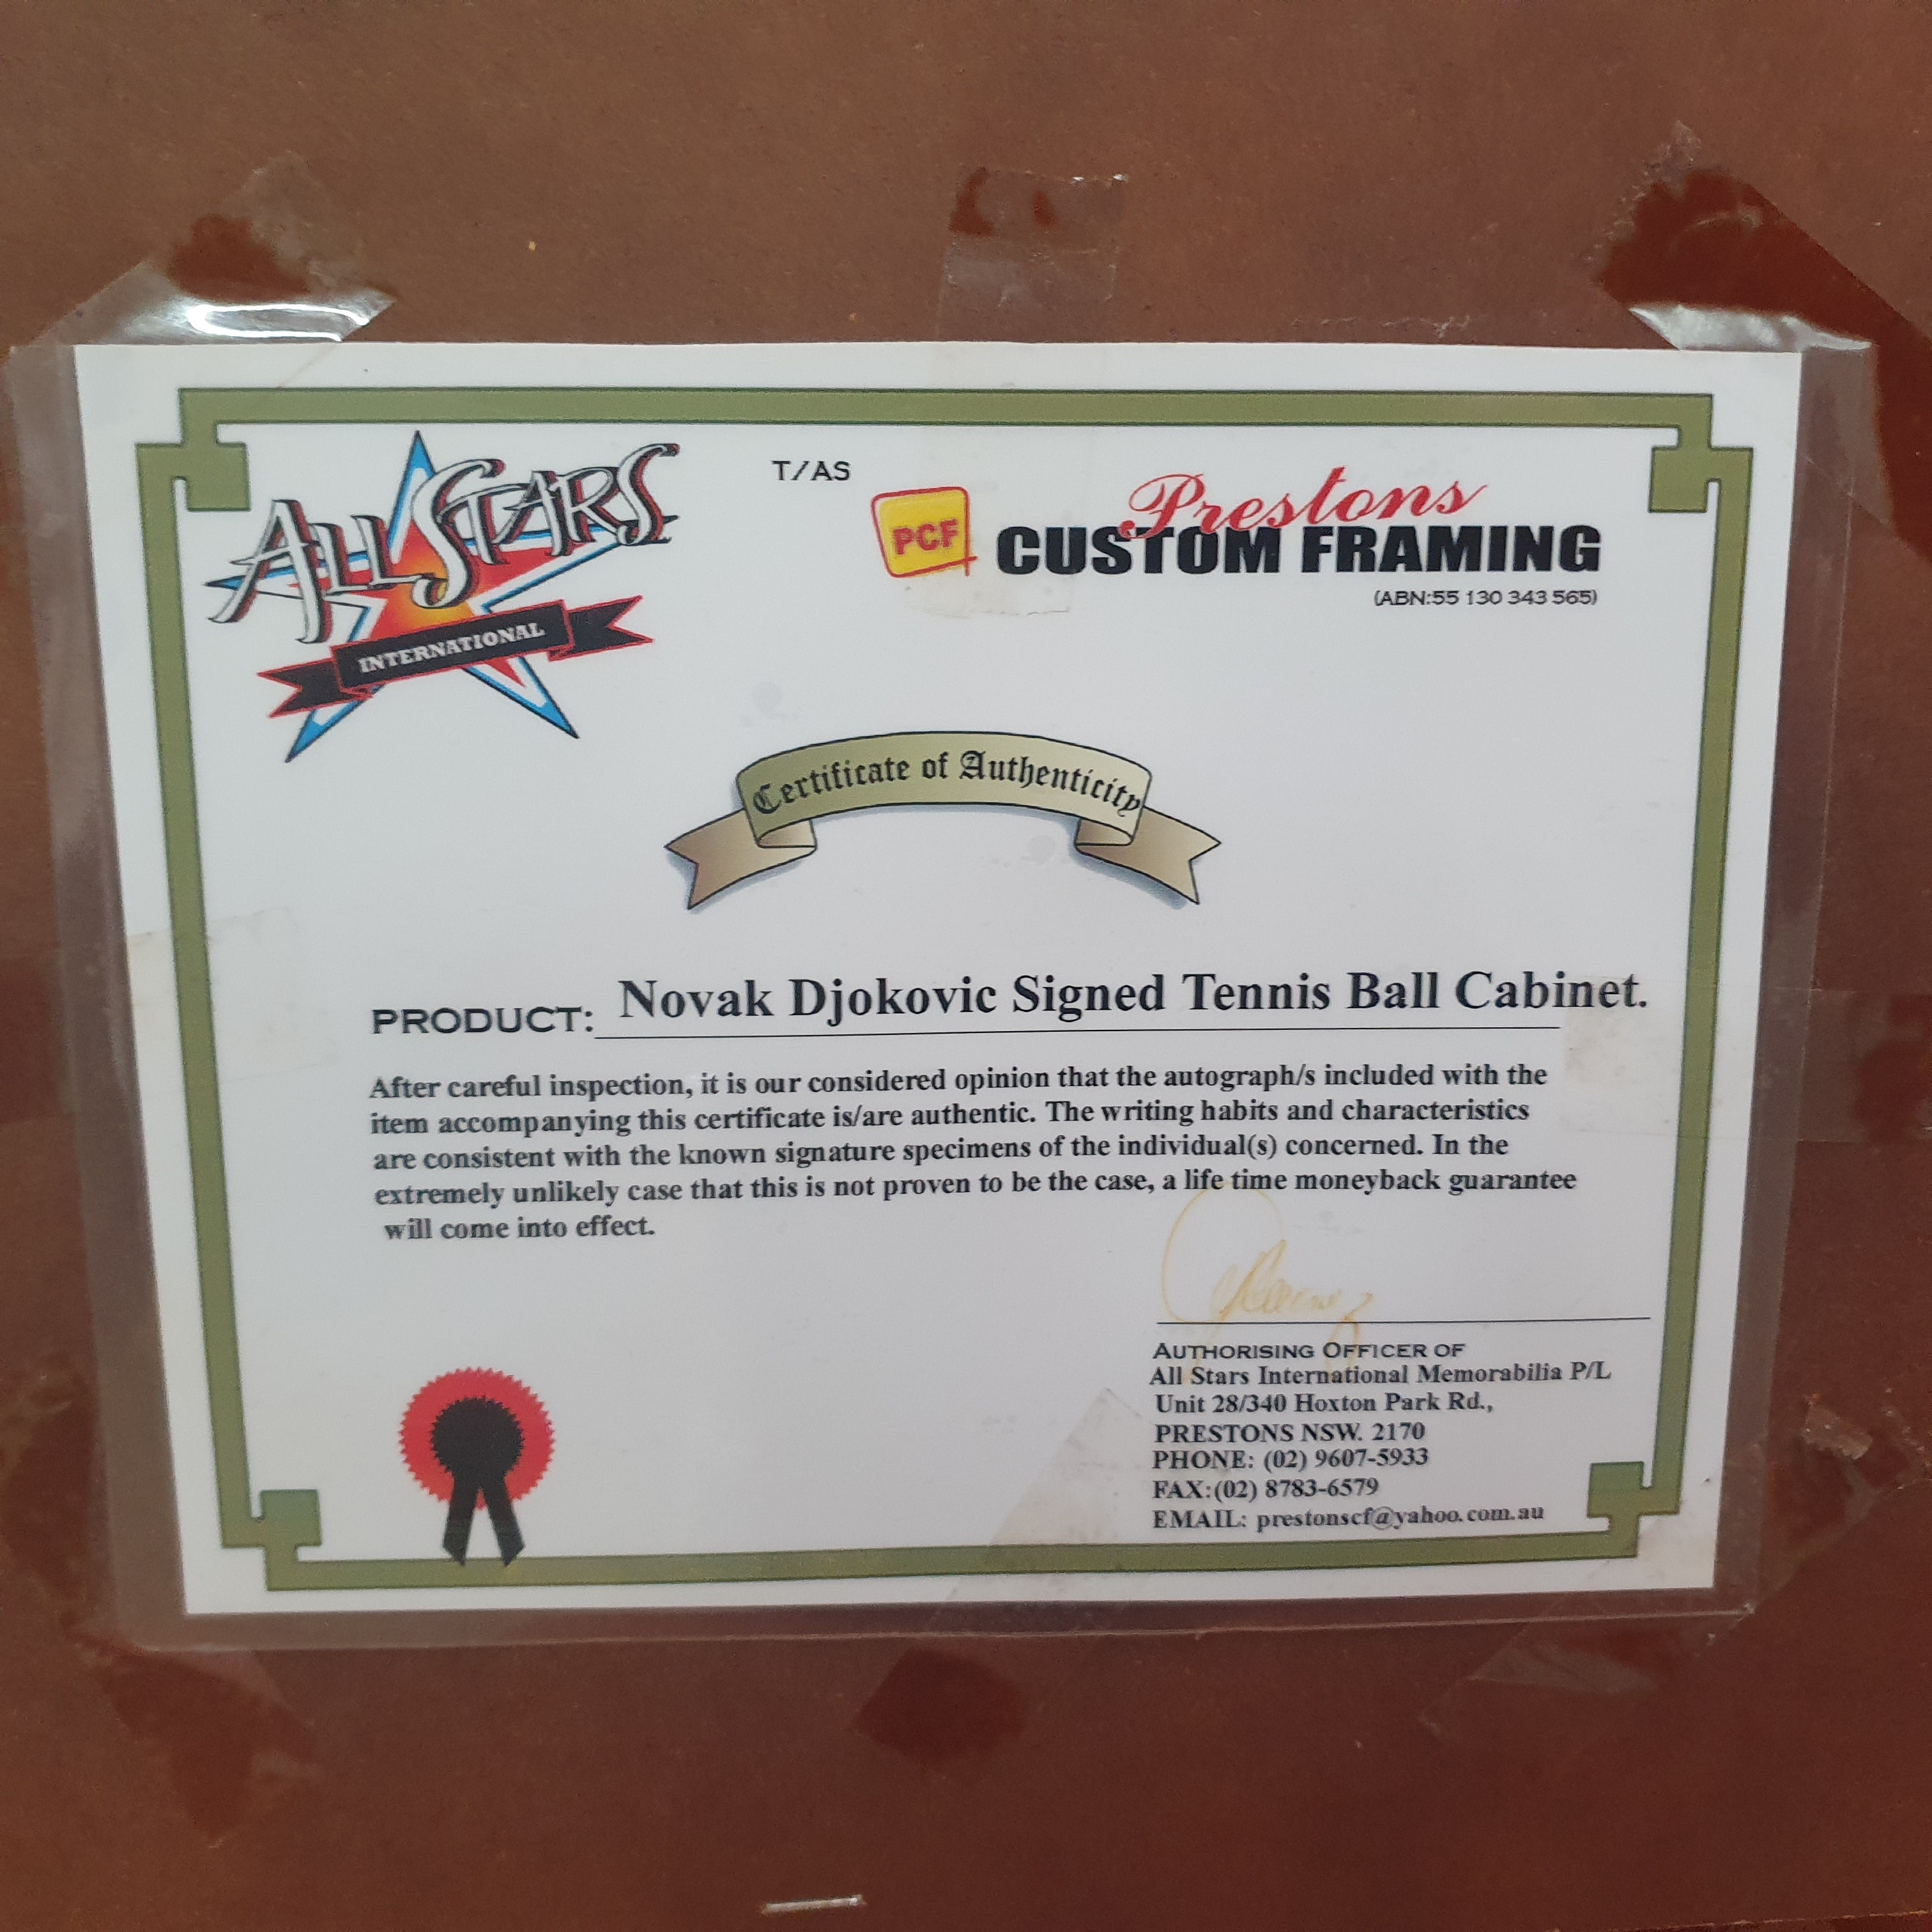 ALL STARS
INTERNATIONAL
T/AS
PCF
Prestons
CUSTOM FRAMING
(ABN:55 130 343 565)
Certificate of Authenticity
PRODUCT: Novak Djokovic Signed Tennis Ball Cabinet.
After careful inspection, it is our considered opinion that the autograph/s included with the
item accompanying this certificate is/are authentic. The writing habits and characteristics
are consistent with the known signature specimens of the individual(s) concerned. In the
extremely unlikely case that this is not proven to be the case, a life time moneyback guarantee
will come into effect.
AUTHORISING OFFICER OF
All Stars International Memorabilia P/L
Unit 28/340 Hoxton Park Rd.,
PRESTONS NSW. 2170
PHONE: (02) 9607-5933
FAX:(02) 8783-6579
EMAIL: prestonscf@yahoo.com.au